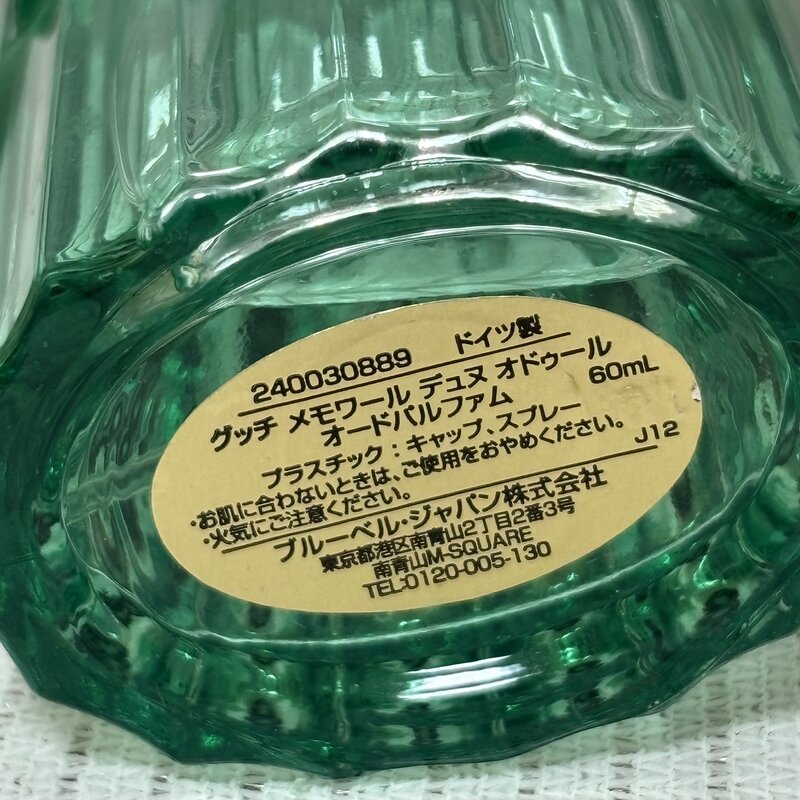 240030889 ドイツ製
グッチ メモワール デュヌ オドゥール
オードパルファム 60mL
プラスチック：キャップ、スプレー
・お肌に合わないときは、ご使用をおやめください。
・火気にご注意ください。 J12
ブルーベル・ジャパン株式会社
東京都港区南青山2丁目2番3号
南青山M-SQUARE
TEL:0120-005-130